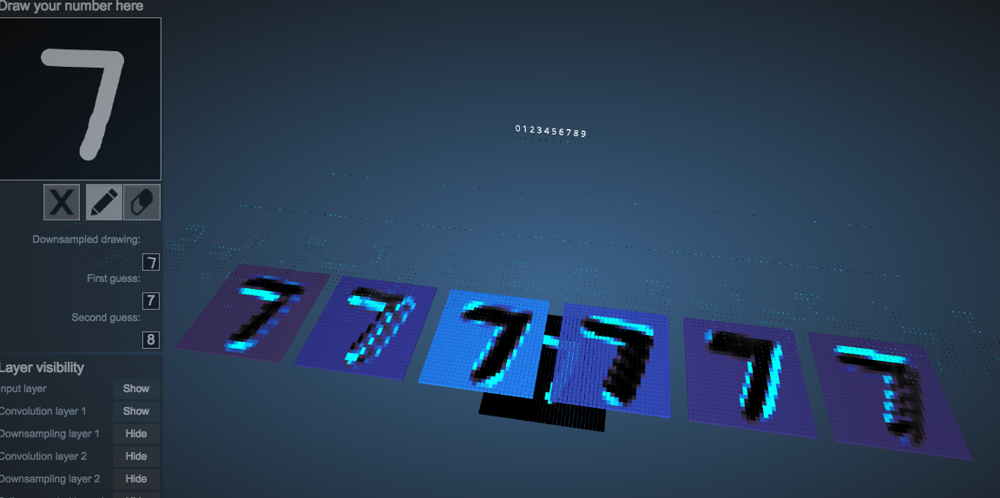 Draw your number here
7
0123456789
X
Downsampled drawing:
7
First guess:
7
Second guess:
8
Layer visibility
Input layer Show
Convolution layer 1 Show
Downsampling layer 1 Hide
Convolution layer 2 Hide
Downsampling layer 2 Hide